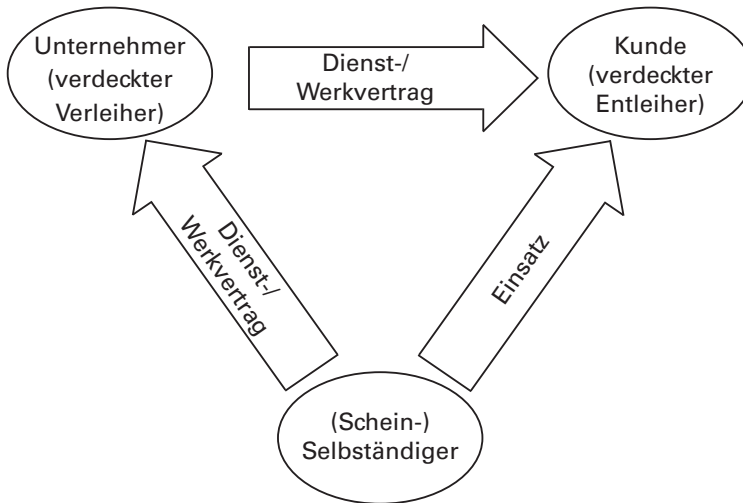 Unternehmer
(verdeckter
Verleiher)
Dienst-/
Werkvertrag
Kunde
(verdeckter
Entleiher)
Dienst-/
Werkvertrag
Einsatz
(Schein-)
Selbständiger